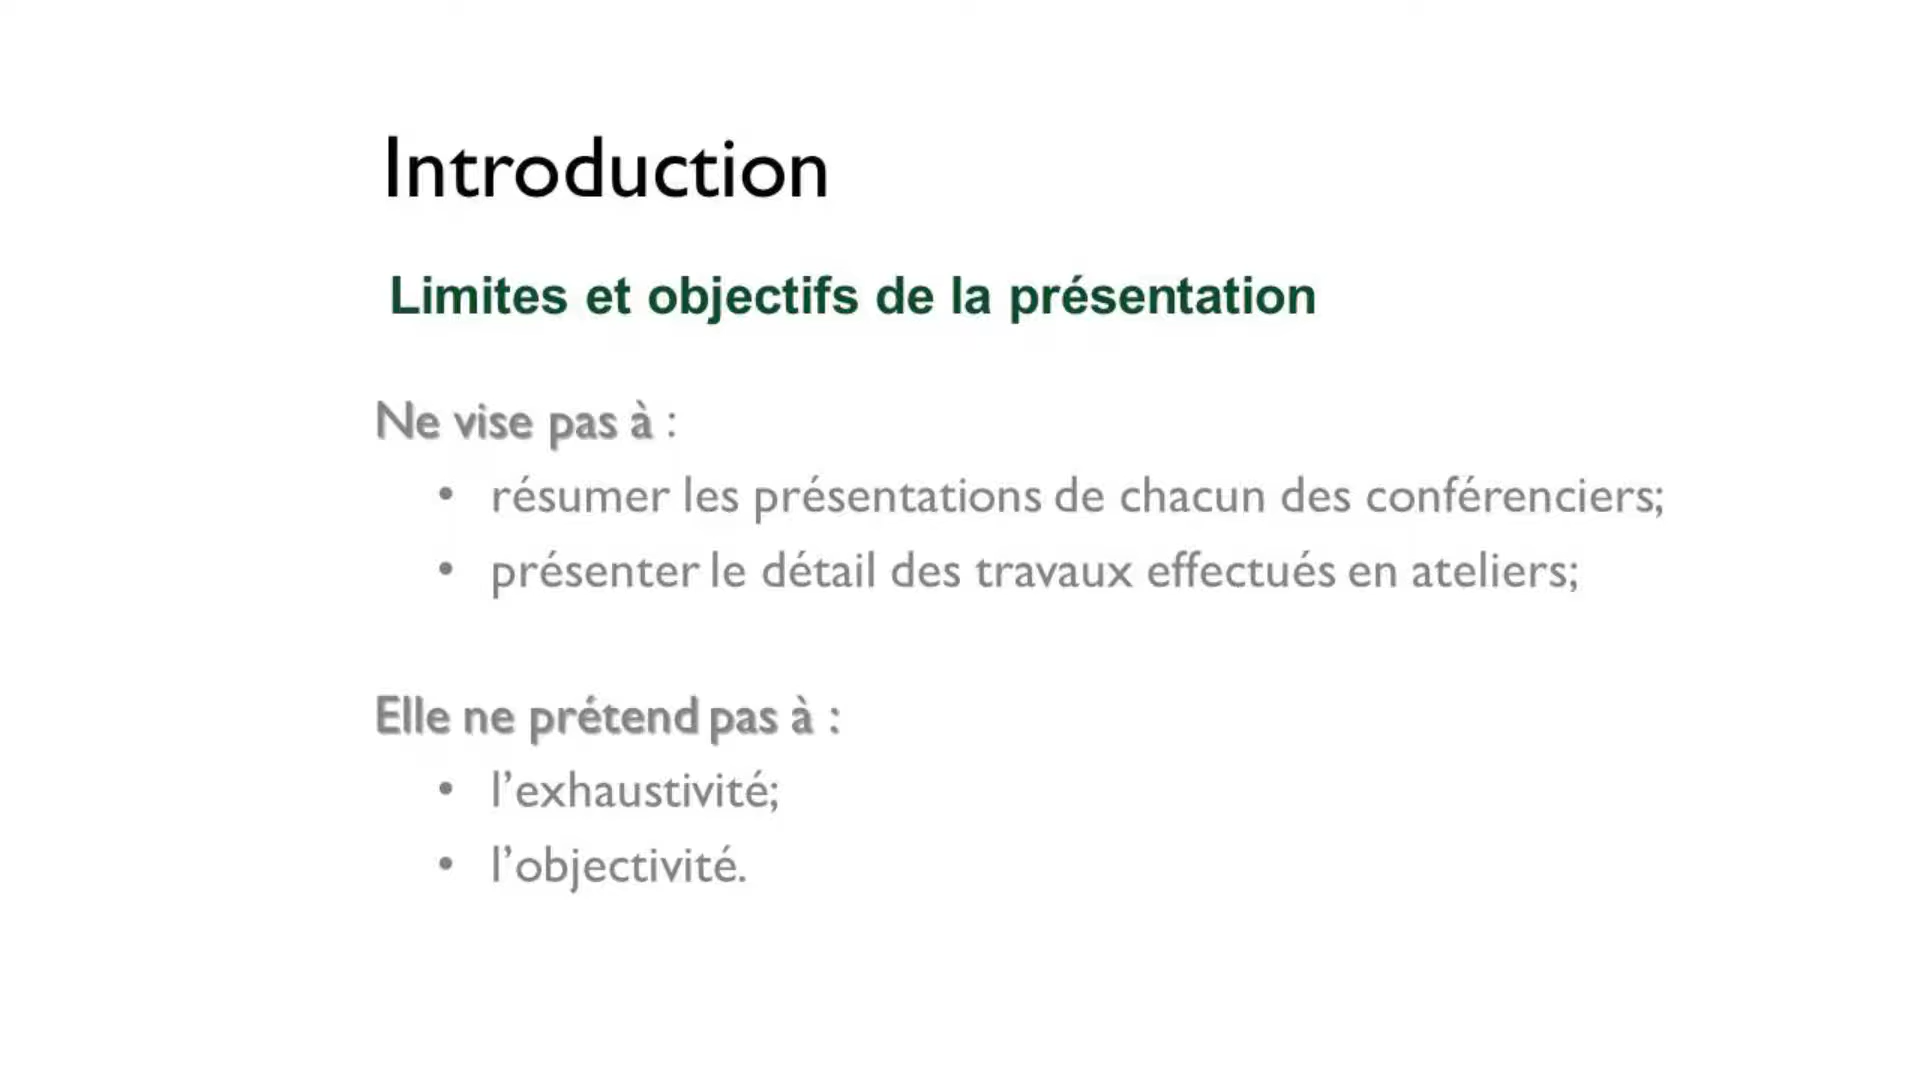 Introduction
Limites et objectifs de la présentation
Ne vise pas à :
• résumer les présentations de chacun des conférenciers;
• présenter le détail des travaux effectués en ateliers;
Elle ne prétend pas à :
• l’exhaustivité;
• l’objectivité.